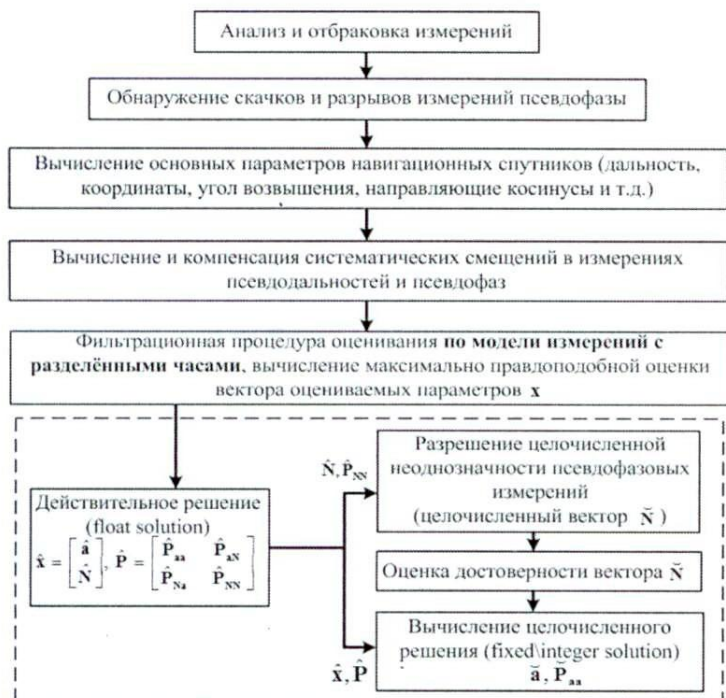 Анализ и отбраковка измерений
Обнаружение скачков и разрывов измерений псевдофазы
Вычисление основных параметров навигационных спутников (дальность,
координаты, угол возвышения, направляющие косинусы и т.д.)
Вычисление и компенсация систематических смещений в измерениях
псевдодальностей и псевдофаз
Фильтрационная процедура оценивания по модели измерений с
разделёнными часами, вычисление максимально правдоподобной оценки
вектора оцениваемых параметров x
Действительное решение
(float solution)
x̂ = [â N̂], P̂ = [P̂aa P̂aN P̂Na P̂NN]
N̂, P̂NN
Разрешение целочисленной
неоднозначности псевдофазовых
измерений
(целочисленный вектор N̆ )
Оценка достоверности вектора N̆
x̂, P̂
Вычисление целочисленного
решения (fixed\integer solution)
ă, P̆aa